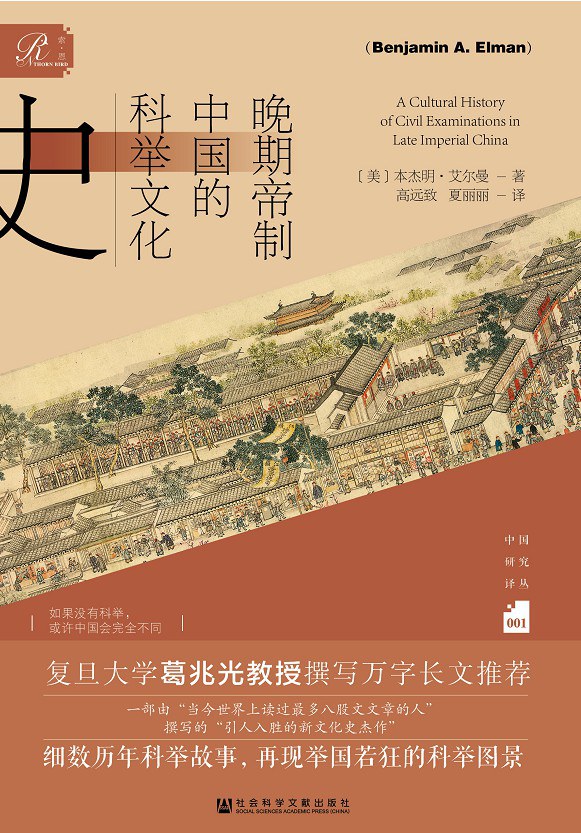 索·恩
R
N THORN BIRD
(Benjamin A. Elman)
A Cultural History
of Civil Examinations in
Late Imperial China
〔美〕本杰明·艾尔曼 — 著
高远致 夏丽丽 — 译
晚期帝制
中国的
科举文化
史
中国
研究
译丛
001
如果没有科举,
或许中国会完全不同
复旦大学葛兆光教授撰写万字长文推荐
一部由“当今世界上读过最多八股文文章的人”
撰写的“引人入胜的新文化史杰作”
细数历年科举故事,再现举国若狂的科举图景
社会科学文献出版社
SOCIAL SCIENCES ACADEMIC PRESS (CHINA)